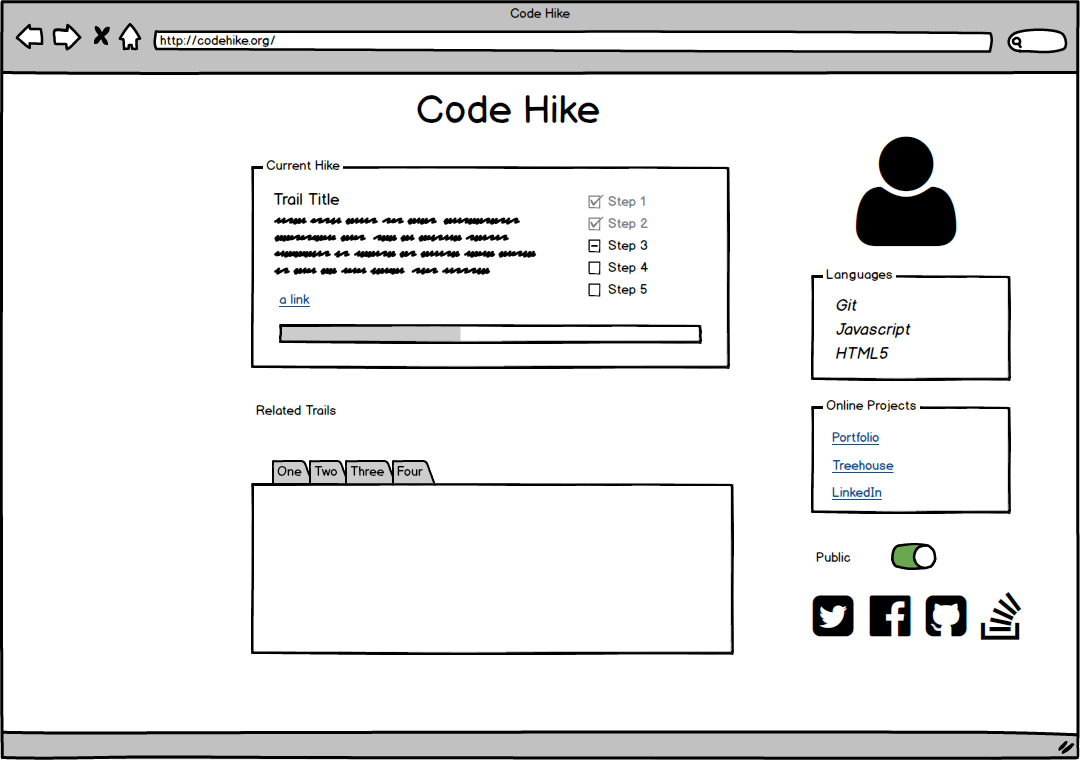 Code Hike
http://codehike.org/
Code Hike
Current Hike
Trail Title
a link
Step 1
Step 2
Step 3
Step 4
Step 5
Related Trails
One Two Three Four
Languages
Git
Javascript
HTML5
Online Projects
Portfolio
Treehouse
LinkedIn
Public